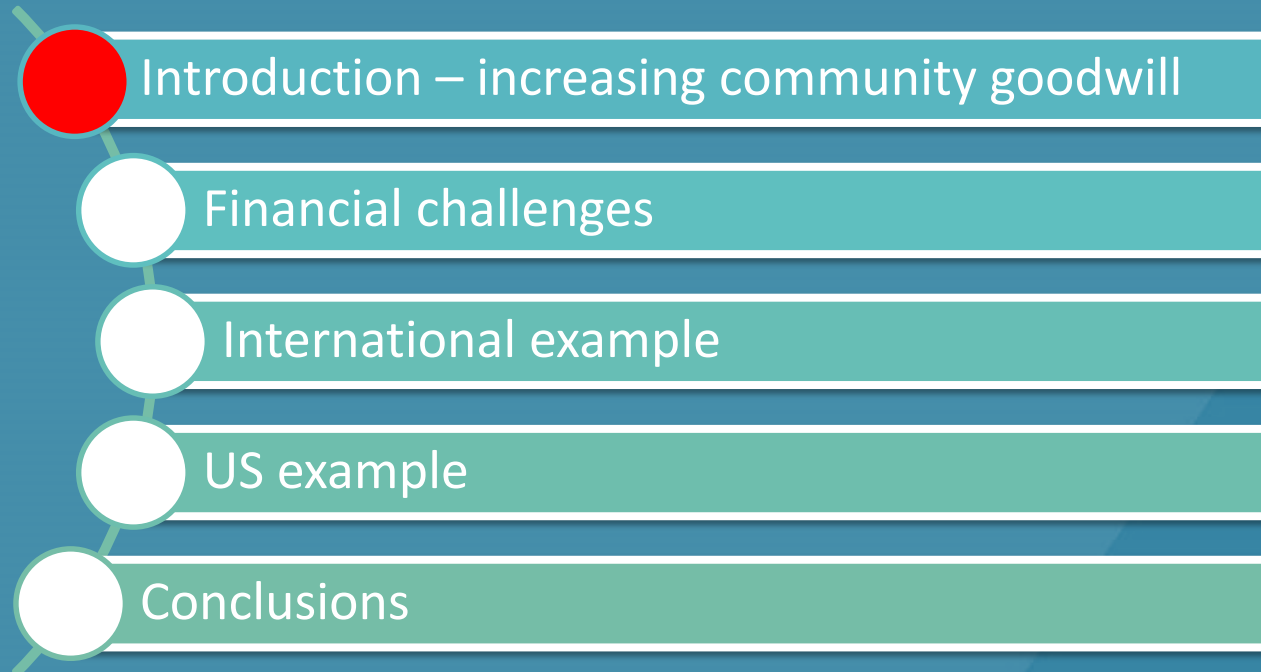 Introduction – increasing community goodwill
Financial challenges
International example
US example
Conclusions